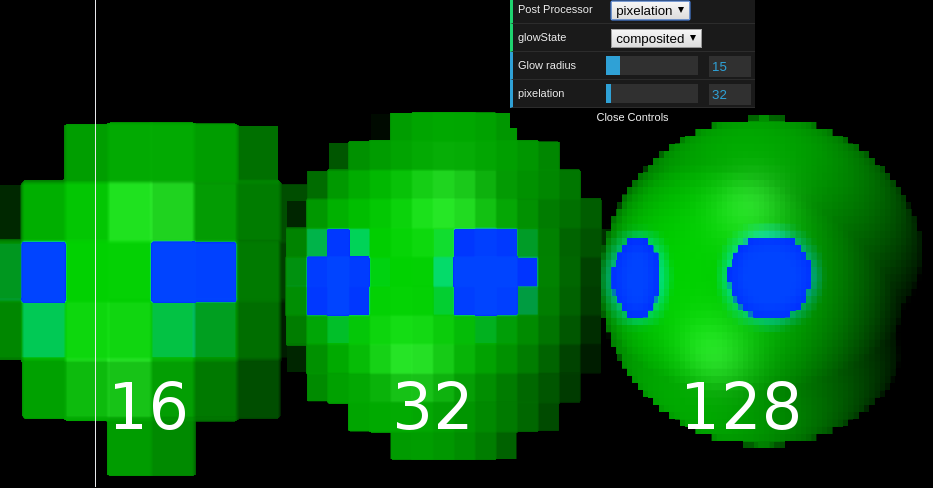 Post Processor pixelation
glowState composited
Glow radius 15
pixelation 32
Close Controls
16 32 128